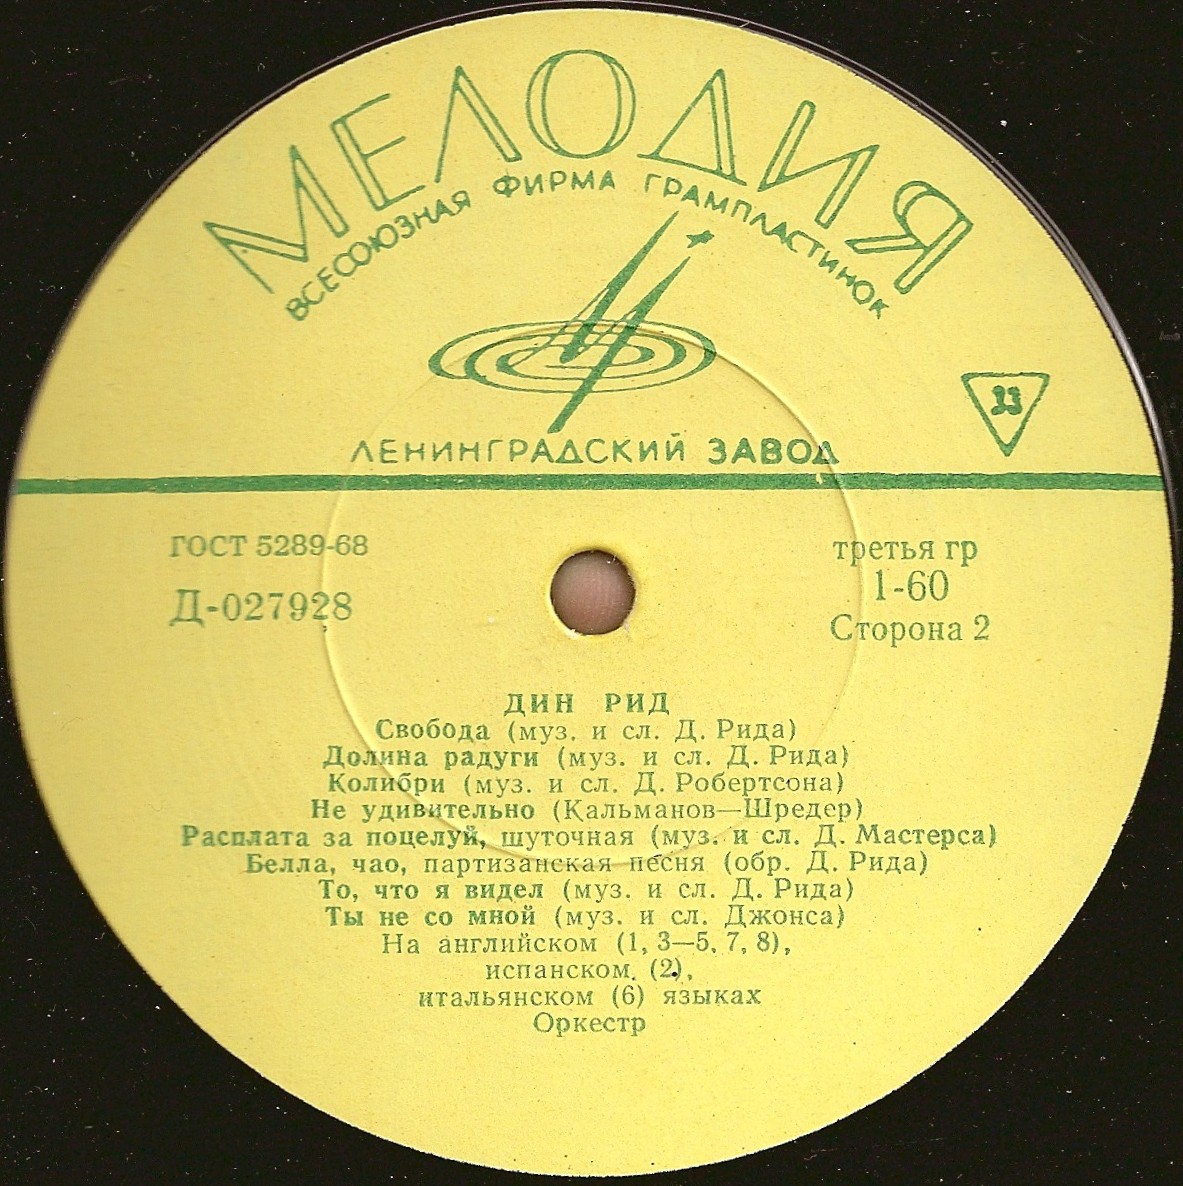 МЕЛОДИЯ
ВСЕСОЮЗНАЯ ФИРМА ГРАМПЛАСТИНОК
33
ЛЕНИНГРАДСКИЙ ЗАВОД
ГОСТ 5289-68
Д-027928
третья гр
1-60
Сторона 2
ДИН РИД
Свобода (муз. и сл. Д. Рида)
Долина радуги (муз. и сл. Д. Рида)
Колибри (муз. и сл. Д. Робертсона)
Не удивительно (Кальманов—Шредер)
Расплата за поцелуй, шуточная (муз. и сл. Д. Мастерса)
Белла, чао, партизанская песня (обр. Д. Рида)
То, что я видел (муз. и сл. Д. Рида)
Ты не со мной (муз. и сл. Джонса)
На английском (1, 3—5, 7, 8),
испанском (2),
итальянском (6) языках
Оркестр